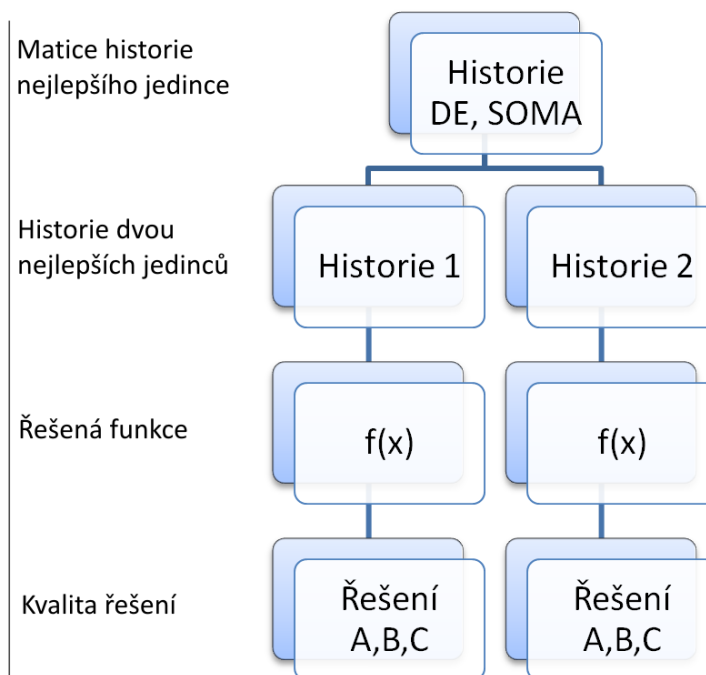 Matice historie
nejlepšího jedince
Historie
DE, SOMA
Historie dvou
nejlepších jedinců
Historie 1
Historie 2
Řešená funkce
f(x)
f(x)
Kvalita řešení
Řešení
A,B,C
Řešení
A,B,C